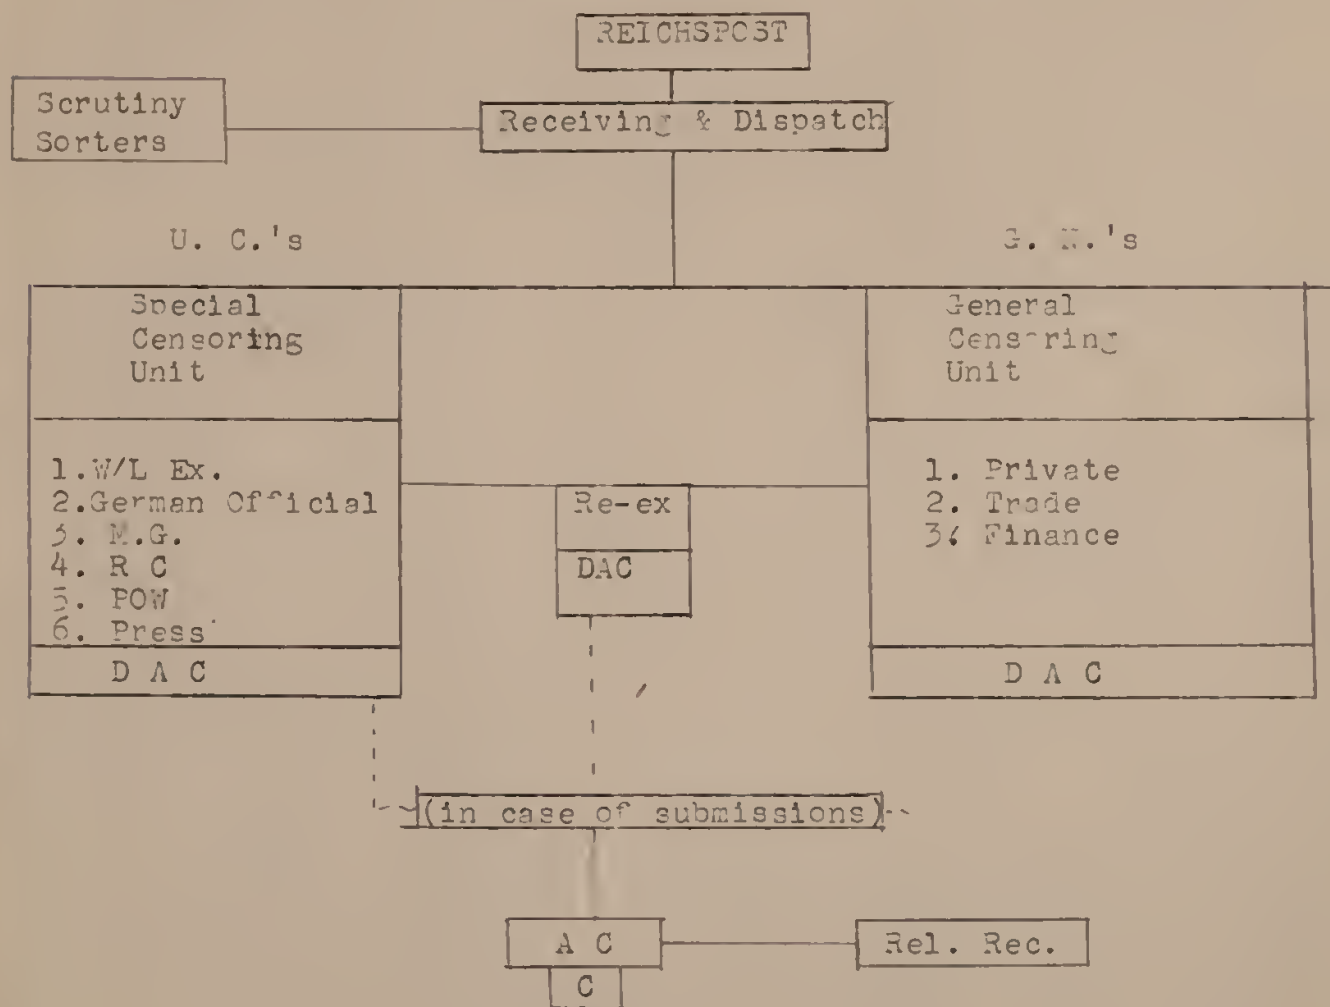 REICHSPOST
Scrutiny
Sorters
Receiving & Dispatch
U. C.'s
Special
Censoring
Unit
1.W/L Ex.
2.German Official
3. M.G.
4. R C
5. POW
6. Press
D A C
Re-ex
DAC
General
Censoring
Unit
1. Private
2. Trade
3. Finance
D A C
(in case of submissions)
A C
Rel. Rec.
C